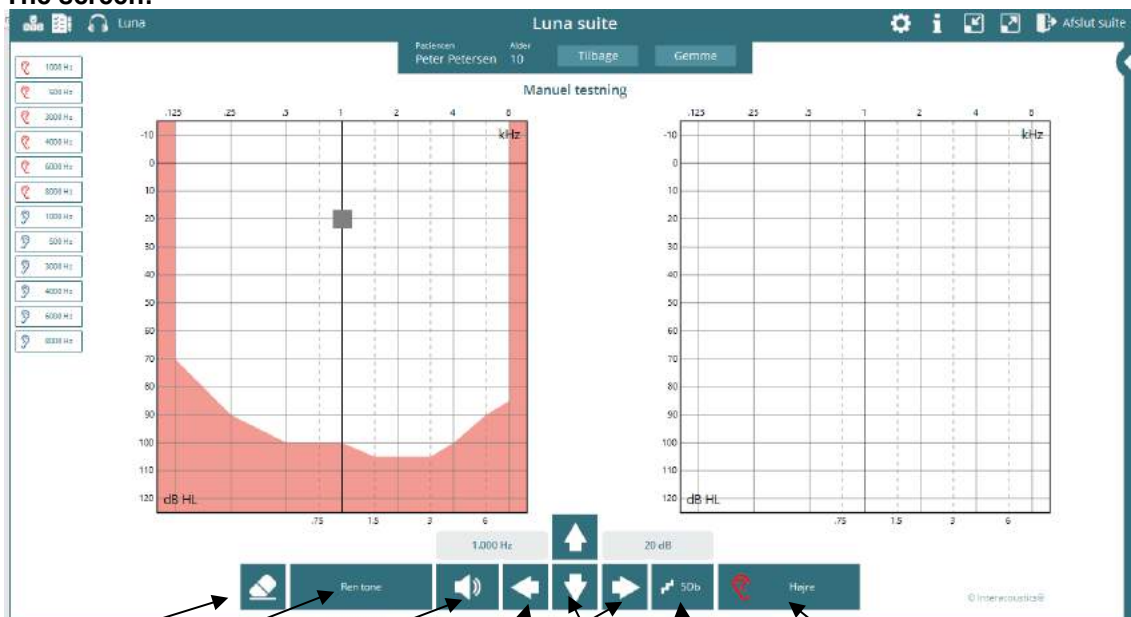 The screen:
Luna
Luna suite
Afslut suite
Patienten
Alder
Peter Petersen
10
Tilbage
Gemme
Manuel testning
1000 Hz
500 Hz
3000 Hz
4000 Hz
6000 Hz
8000 Hz
1000 Hz
500 Hz
3000 Hz
4000 Hz
6000 Hz
8000 Hz
.125 .25 .5 1 2 4 8
kHz
-10
0
10
20
30
40
50
60
70
80
90
100
110
120
dB HL
.75 1.5 3 6
.125 .25 .5 1 2 4 8
kHz
-10
0
10
20
30
40
50
60
70
80
90
100
110
120
dB HL
.75 1.5 3 6
1.000 Hz
20 dB
Ren tone
5Db
Højre
© Interacoustics®